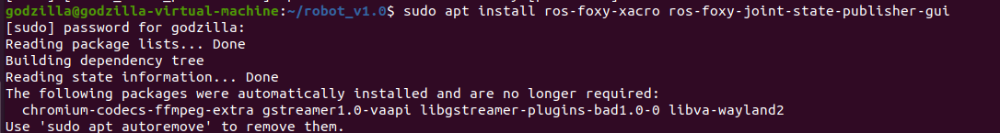 godzilla@godzilla-virtual-machine:~/robot_v1.0$ sudo apt install ros-foxy-xacro ros-foxy-joint-state-publisher-gui
[sudo] password for godzilla:
Reading package lists... Done
Building dependency tree
Reading state information... Done
The following packages were automatically installed and are no longer required:
  chromium-codecs-ffmpeg-extra gstreamer1.0-vaapi libgstreamer-plugins-bad1.0-0 libva-wayland2
Use 'sudo apt autoremove' to remove them.